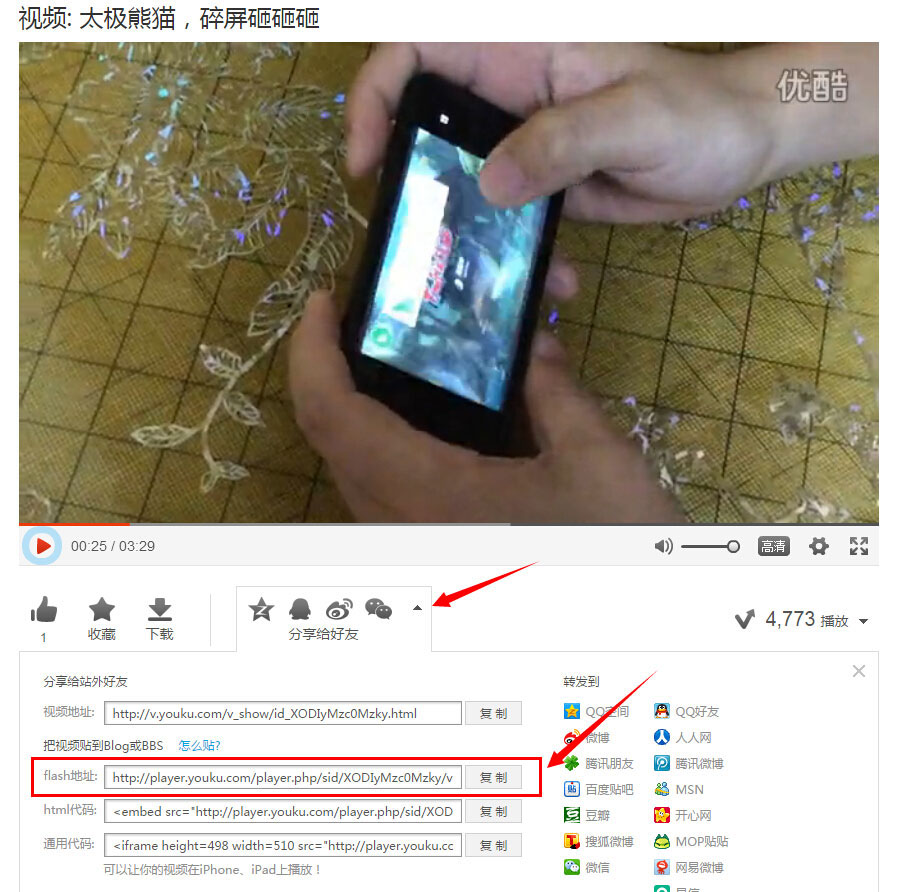 视频: 太极熊猫，碎屏砸砸砸
优酷
00:25 / 03:29
高清
1
收藏
下载
分享给好友
4,773 播放
分享给站外好友
视频地址: http://v.youku.com/v_show/id_XODIyMzc0Mzky.html 复 制
把视频贴到Blog或BBS 怎么贴?
flash地址: http://player.youku.com/player.php/sid/XODIyMzc0Mzky/v 复 制
html代码: <embed src="http://player.youku.com/player.php/sid/XOD 复 制
通用代码: <iframe height=498 width=510 src="http://player.youku.cc 复 制
可以让你的视频在iPhone、iPad上播放！
转发到
QQ空间 QQ好友
微博 人人网
腾讯朋友 腾讯微博
百度贴吧 MSN
豆瓣 开心网
搜狐微博 MOP贴贴
微信 网易微博